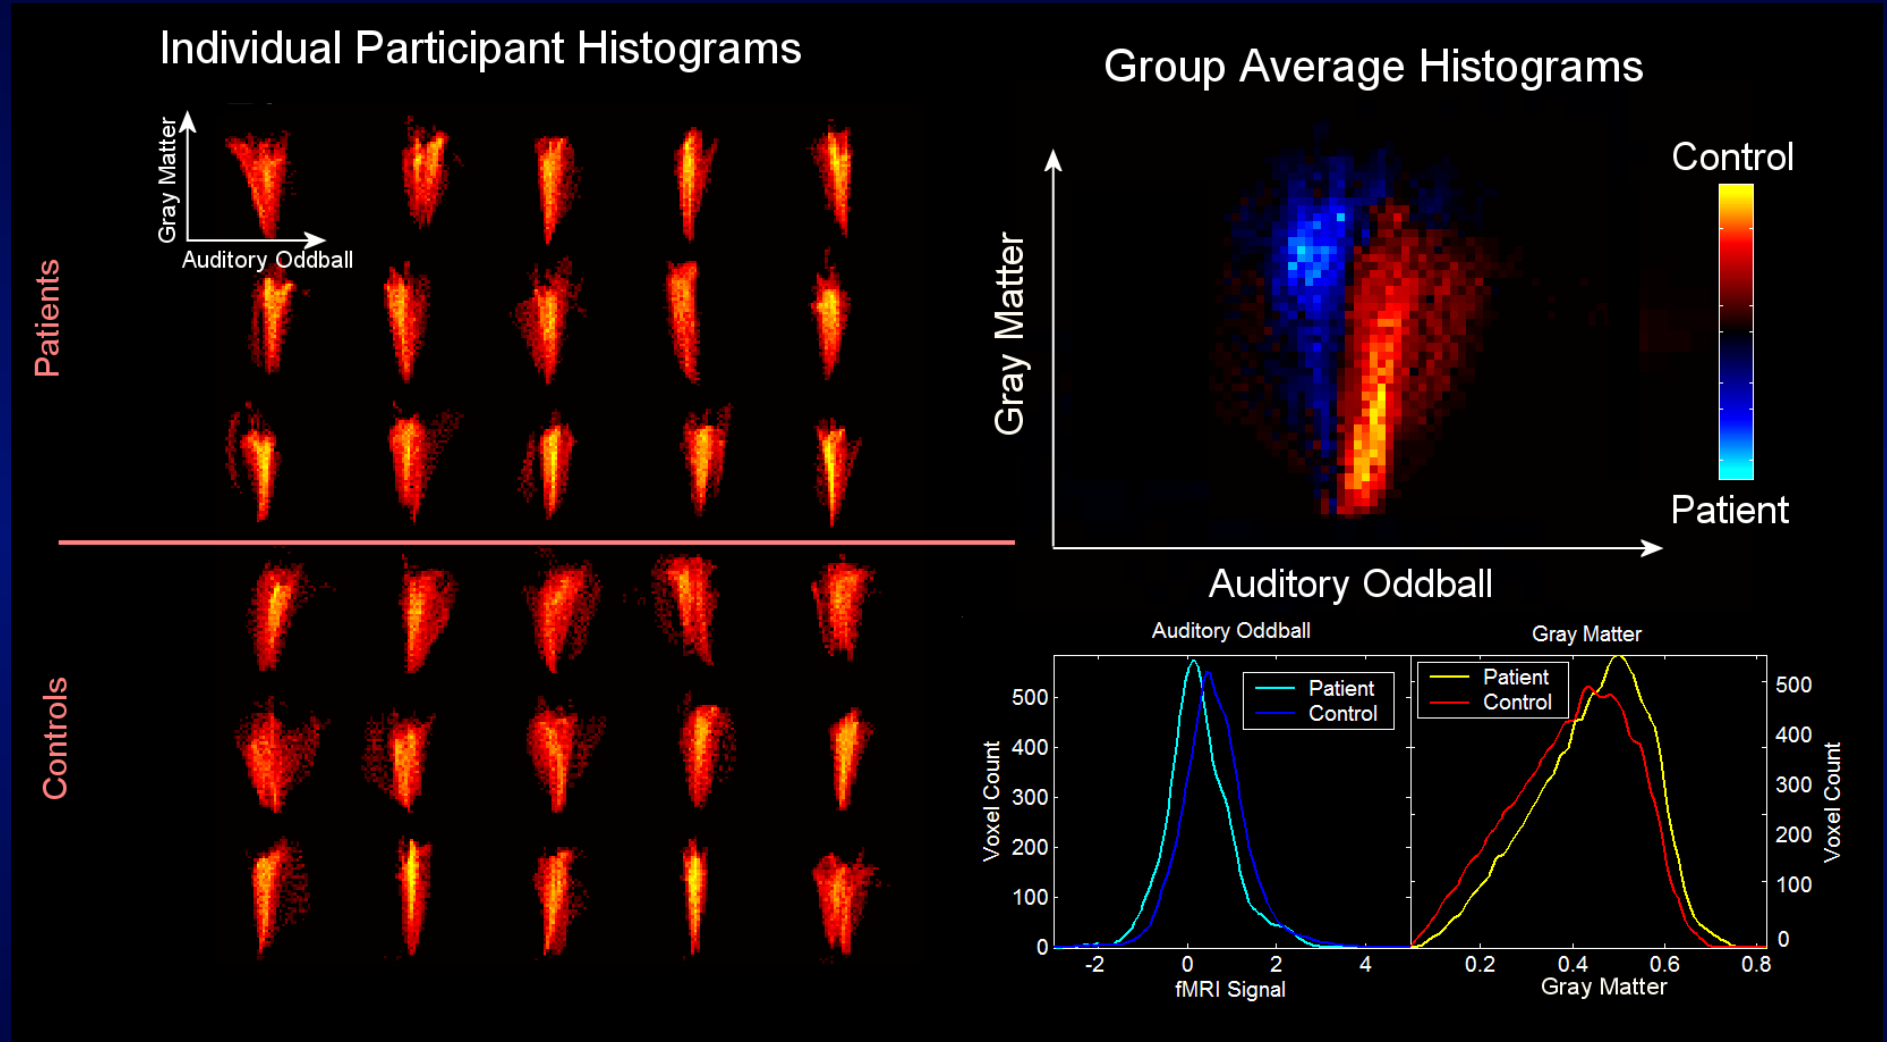 Individual Participant Histograms
Gray Matter
Auditory Oddball
Patients
Controls
Group Average Histograms
Gray Matter
Auditory Oddball
Control
Patient
Auditory Oddball
Voxel Count
500
400
300
200
100
0
Patient
Control
-2 0 2 4
fMRI Signal
Gray Matter
Patient
Control
500
400
300
200
100
0
Voxel Count
0.2 0.4 0.6 0.8
Gray Matter